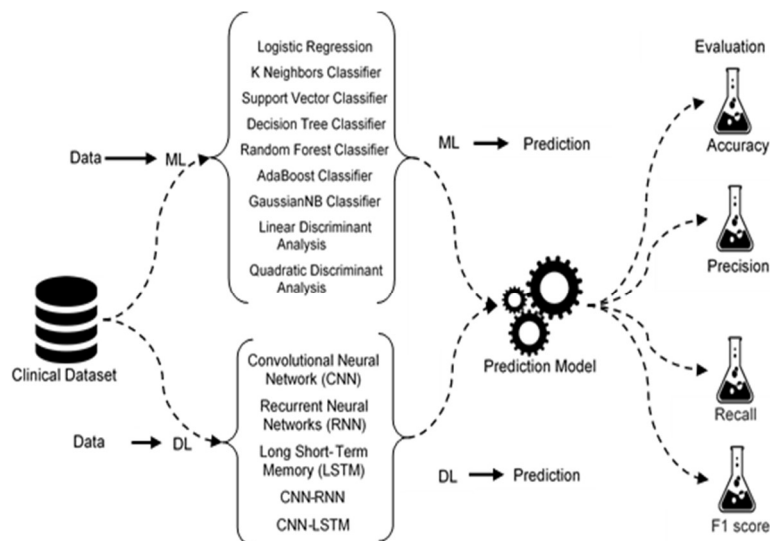 Clinical Dataset
Data
ML
Logistic Regression
K Neighbors Classifier
Support Vector Classifier
Decision Tree Classifier
Random Forest Classifier
AdaBoost Classifier
GaussianNB Classifier
Linear Discriminant
Analysis
Quadratic Discriminant
Analysis
ML
Prediction
Data
DL
Convolutional Neural
Network (CNN)
Recurrent Neural
Networks (RNN)
Long Short-Term
Memory (LSTM)
CNN-RNN
CNN-LSTM
DL
Prediction
Prediction Model
Evaluation
Accuracy
Precision
Recall
F1 score